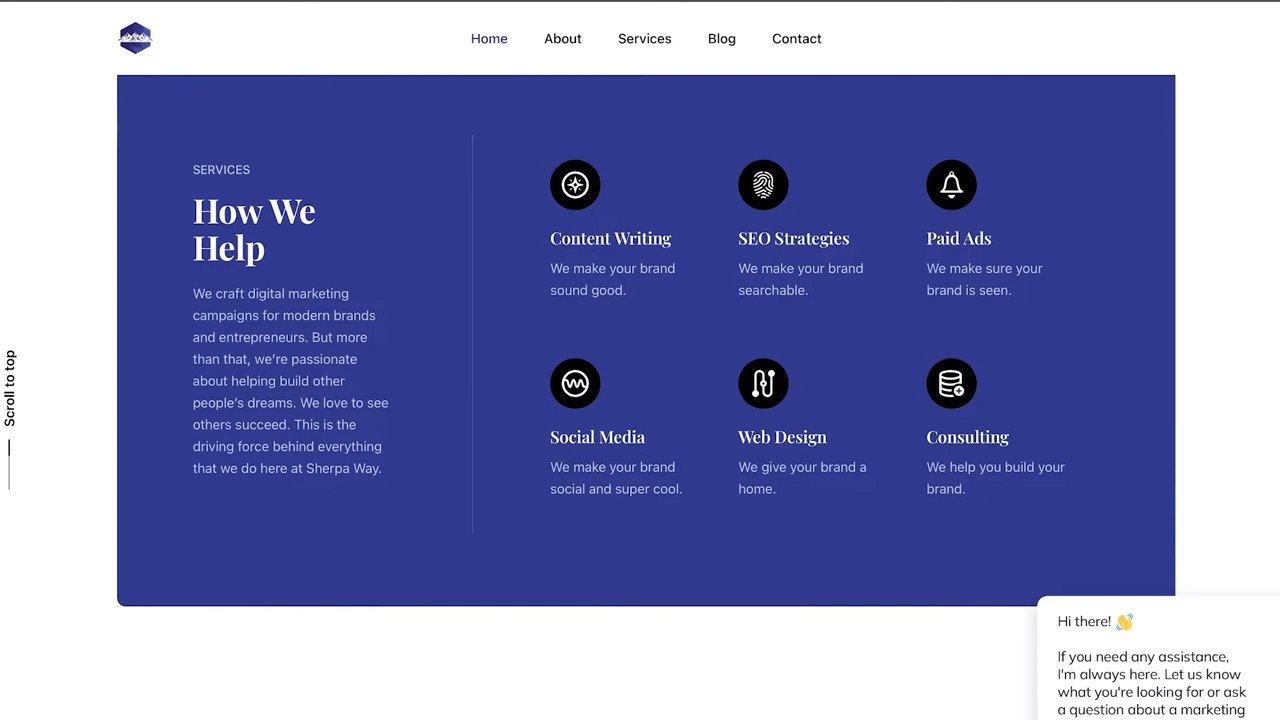 Home About Services Blog Contact
SERVICES
How We
Help
We craft digital marketing
campaigns for modern brands
and entrepreneurs. But more
than that, we're passionate
about helping build other
people's dreams. We love to see
others succeed. This is the
driving force behind everything
that we do here at Sherpa Way.
Content Writing
We make your brand
sound good.
SEO Strategies
We make your brand
searchable.
Paid Ads
We make sure your
brand is seen.
Social Media
We make your brand
social and super cool.
Web Design
We give your brand a
home.
Consulting
We help you build your
brand.
Scroll to top
Hi there! 👋
If you need any assistance,
I'm always here. Let us know
what you're looking for or ask
a question about a marketing